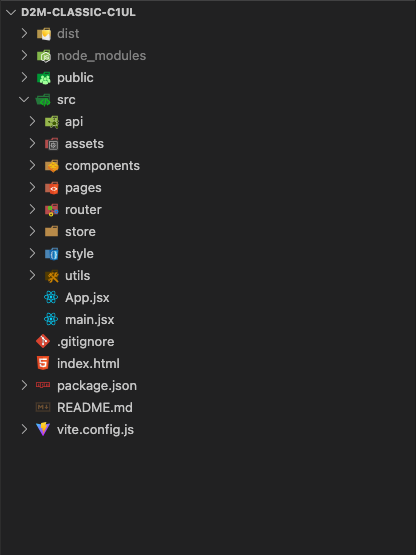 D2M-CLASSIC-C1UL
dist
node_modules
public
src
api
assets
components
pages
router
store
style
utils
App.jsx
main.jsx
.gitignore
index.html
package.json
README.md
vite.config.js